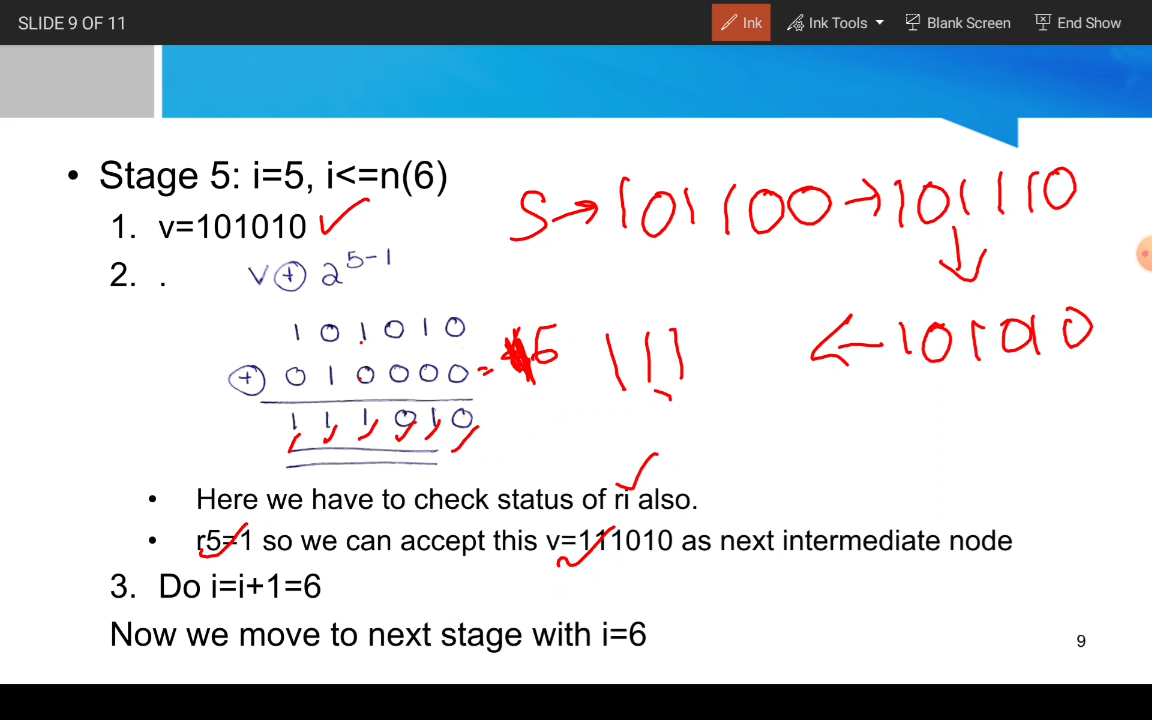 SLIDE 9 OF 11
Ink
Ink Tools
Blank Screen
End Show
• Stage 5: i=5, i<=n(6)
1. v=101010
S→101100→101110
2. .
v⊕2^5-1
101010
←101010
⊕010000=6 111
111010
• Here we have to check status of ri also.
• r5=1 so we can accept this v=111010 as next intermediate node
3. Do i=i+1=6
Now we move to next stage with i=6
9